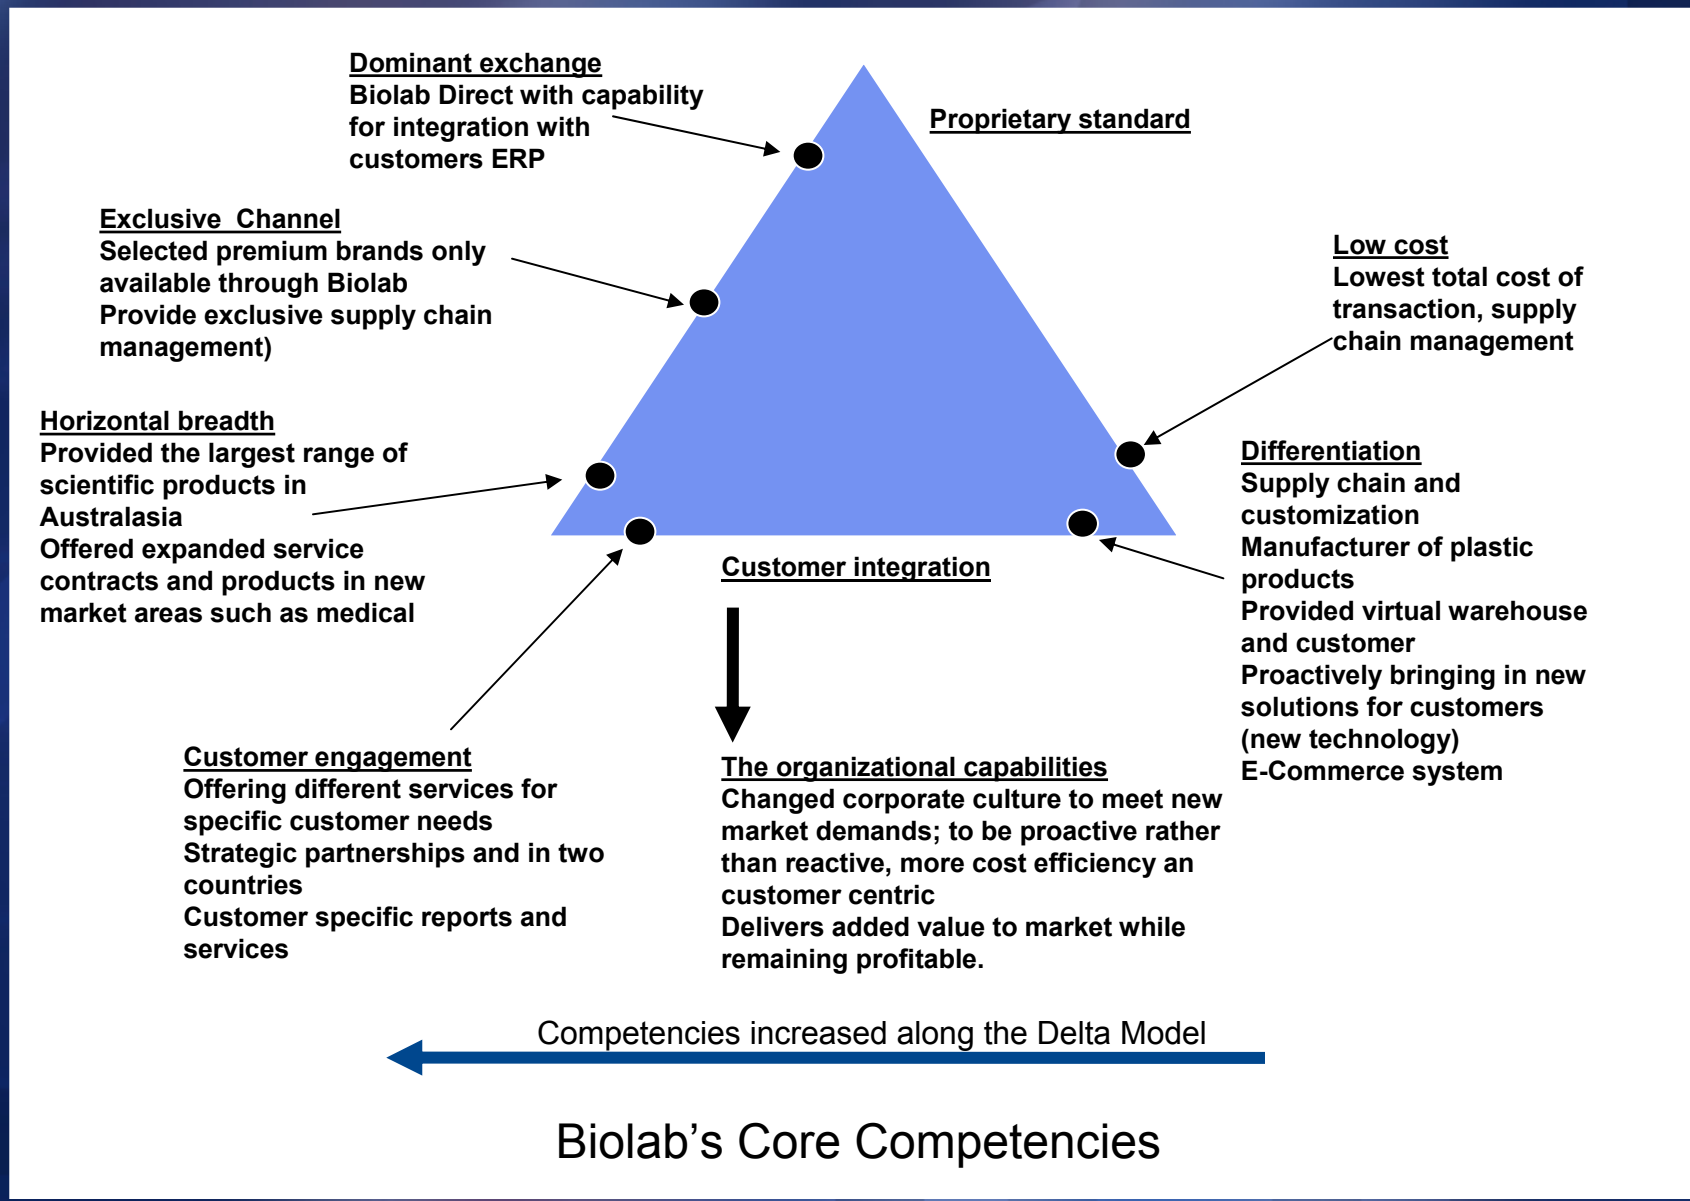 Dominant exchange
Biolab Direct with capability
for integration with
customers ERP
Proprietary standard
Exclusive  Channel
Selected premium brands only
available through Biolab
Provide exclusive supply chain
management)
Low cost
Lowest total cost of
transaction, supply
chain management
Horizontal breadth
Provided the largest range of
scientific products in
Australasia
Offered expanded service
contracts and products in new
market areas such as medical
Differentiation
Supply chain and
customization
Manufacturer of plastic
products
Provided virtual warehouse
and customer
Proactively bringing in new
solutions for customers
(new technology)
E-Commerce system
Customer integration
Customer engagement
Offering different services for
specific customer needs
Strategic partnerships and in two
countries
Customer specific reports and
services
The organizational capabilities
Changed corporate culture to meet new
market demands; to be proactive rather
than reactive, more cost efficiency an
customer centric
Delivers added value to market while
remaining profitable.
Competencies increased along the Delta Model
Biolab’s Core Competencies